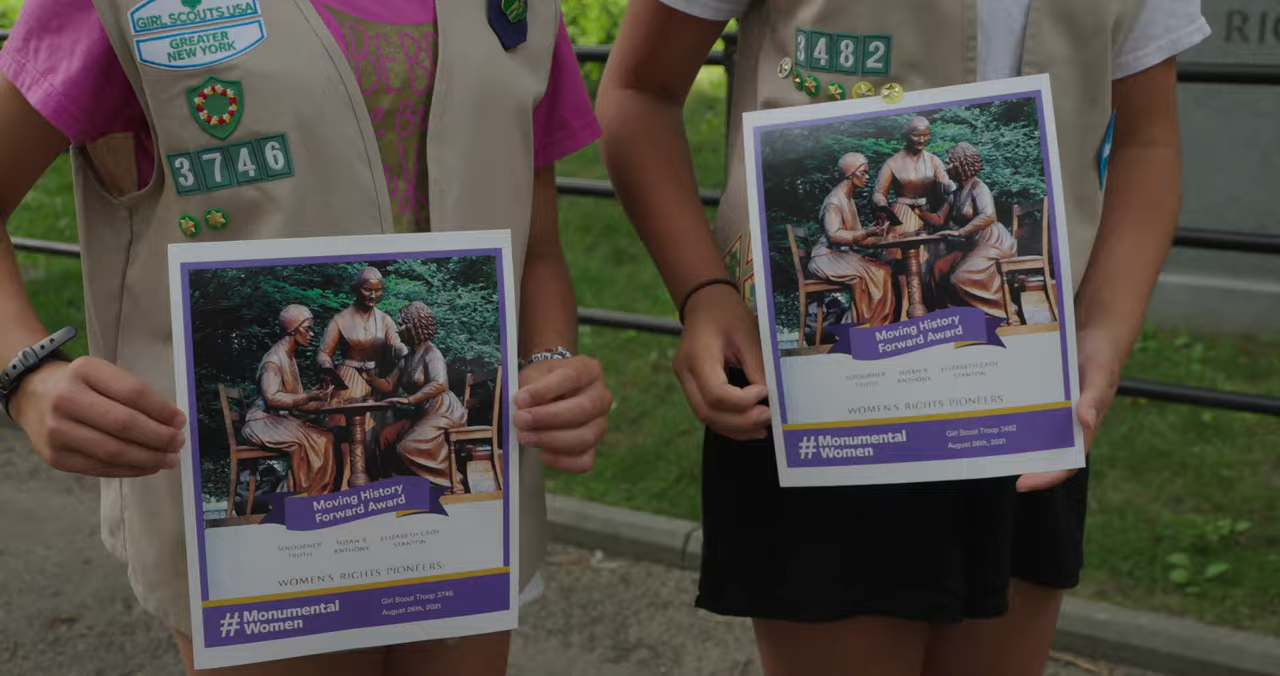 GIRL SCOUTS USA
GREATER
NEW YORK
3746
Moving History
Forward Award
SOJOURNER
TRUTH
SUSAN B.
ANTHONY
ELIZABETH CADY
STANTON
WOMEN'S RIGHTS PIONEERS
#Monumental
Women
Girl Scout Troop 3746
August 26th, 2021
3482
Moving History
Forward Award
SOJOURNER
TRUTH
SUSAN B.
ANTHONY
ELIZABETH CADY
STANTON
WOMEN'S RIGHTS PIONEERS
#Monumental
Women
Girl Scout Troop 3482
August 26th, 2021